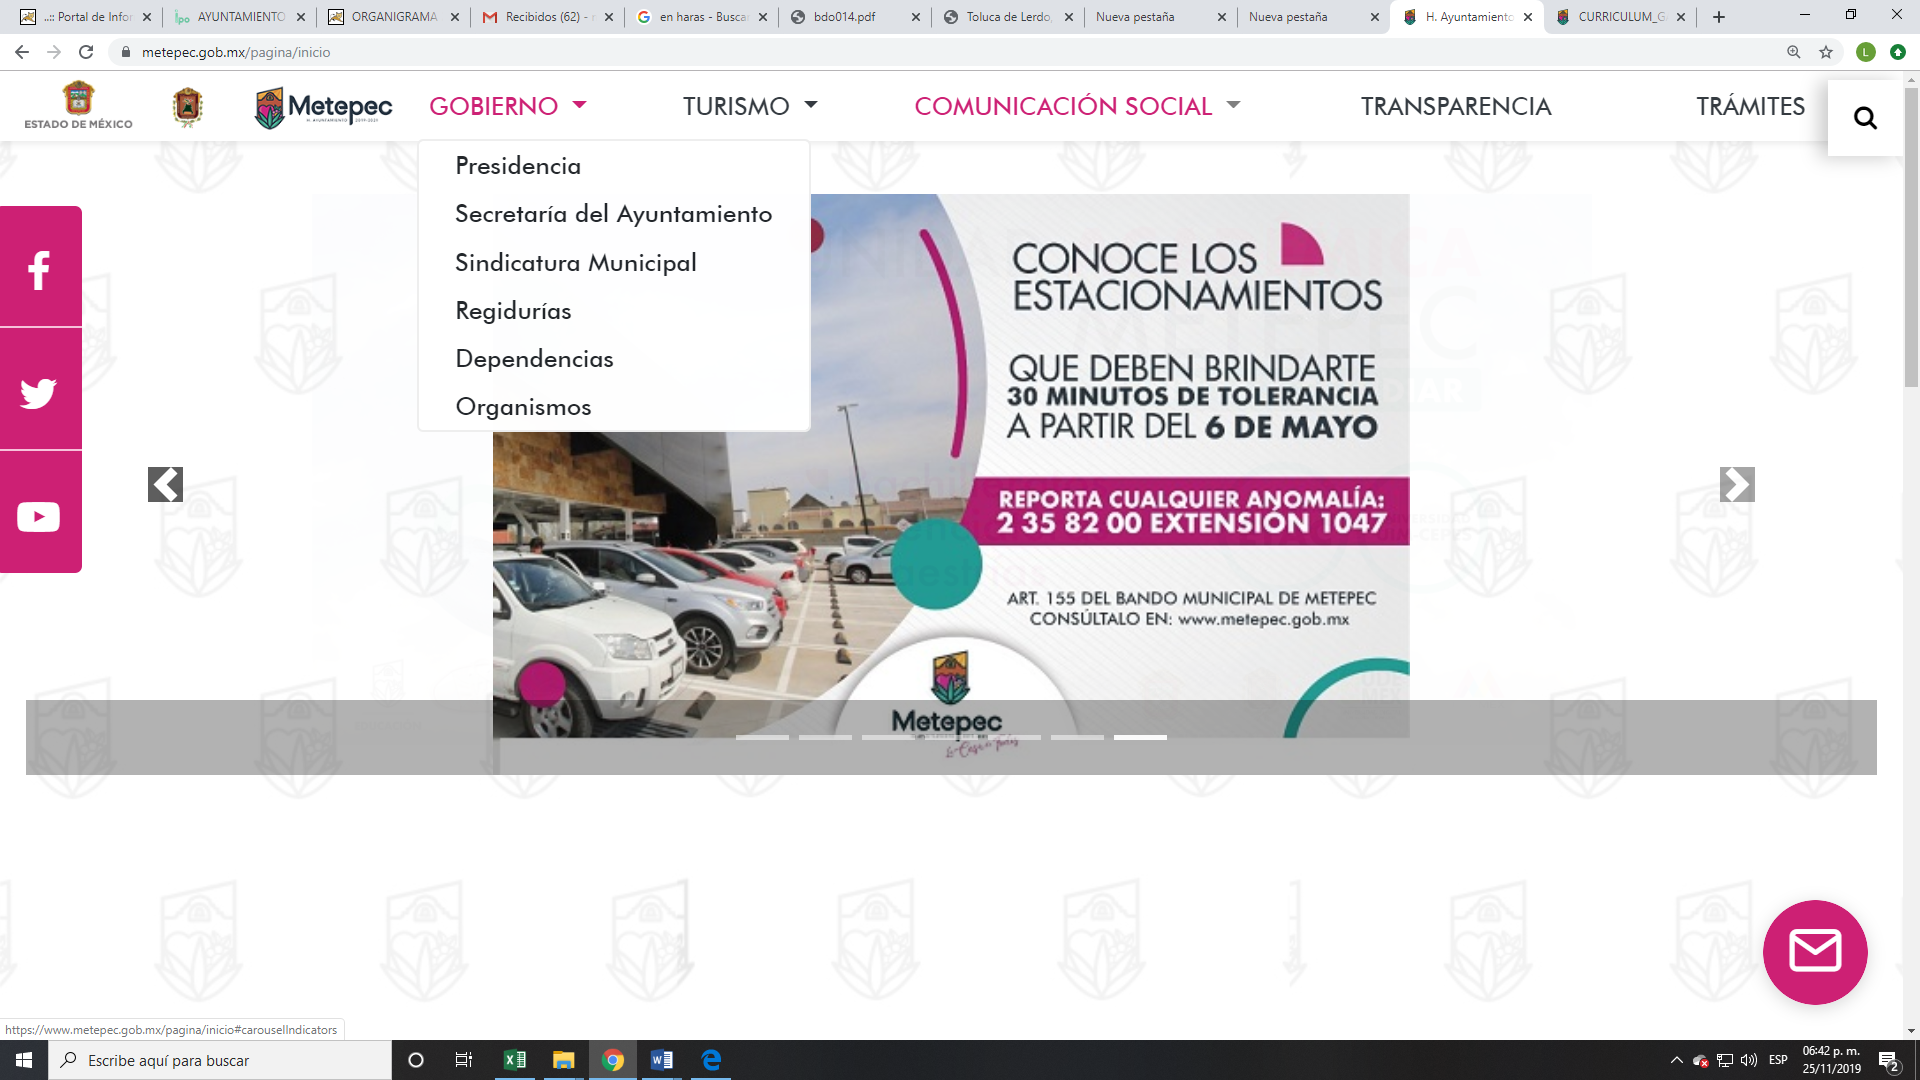 ..:: Portal de Infor
AYUNTAMIENTO
ORGANIGRAMA
Recibidos (62) -
en haras - Busca
bdo014.pdf
Toluca de Lerdo,
Nueva pestaña
Nueva pestaña
H. Ayuntamiento
CURRICULUM_G
metepec.gob.mx/pagina/inicio
L
ESTADO DE MÉXICO
Metepec
H. AYUNTAMIENTO 2019-2021
GOBIERNO
TURISMO
COMUNICACIÓN SOCIAL
TRANSPARENCIA
TRÁMITES
Presidencia
Secretaría del Ayuntamiento
Sindicatura Municipal
Regidurías
Dependencias
Organismos
CONOCE LOS
ESTACIONAMIENTOS
QUE DEBEN BRINDARTE
30 MINUTOS DE TOLERANCIA
A PARTIR DEL 6 DE MAYO
REPORTA CUALQUIER ANOMALÍA:
2 35 82 00 EXTENSIÓN 1047
ART. 155 DEL BANDO MUNICIPAL DE METEPEC
CONSÚLTALO EN: www.metepec.gob.mx
Metepec
https://www.metepec.gob.mx/pagina/inicio#carouselIndicators
Escribe aquí para buscar
ESP
06:42 p. m.
25/11/2019
2